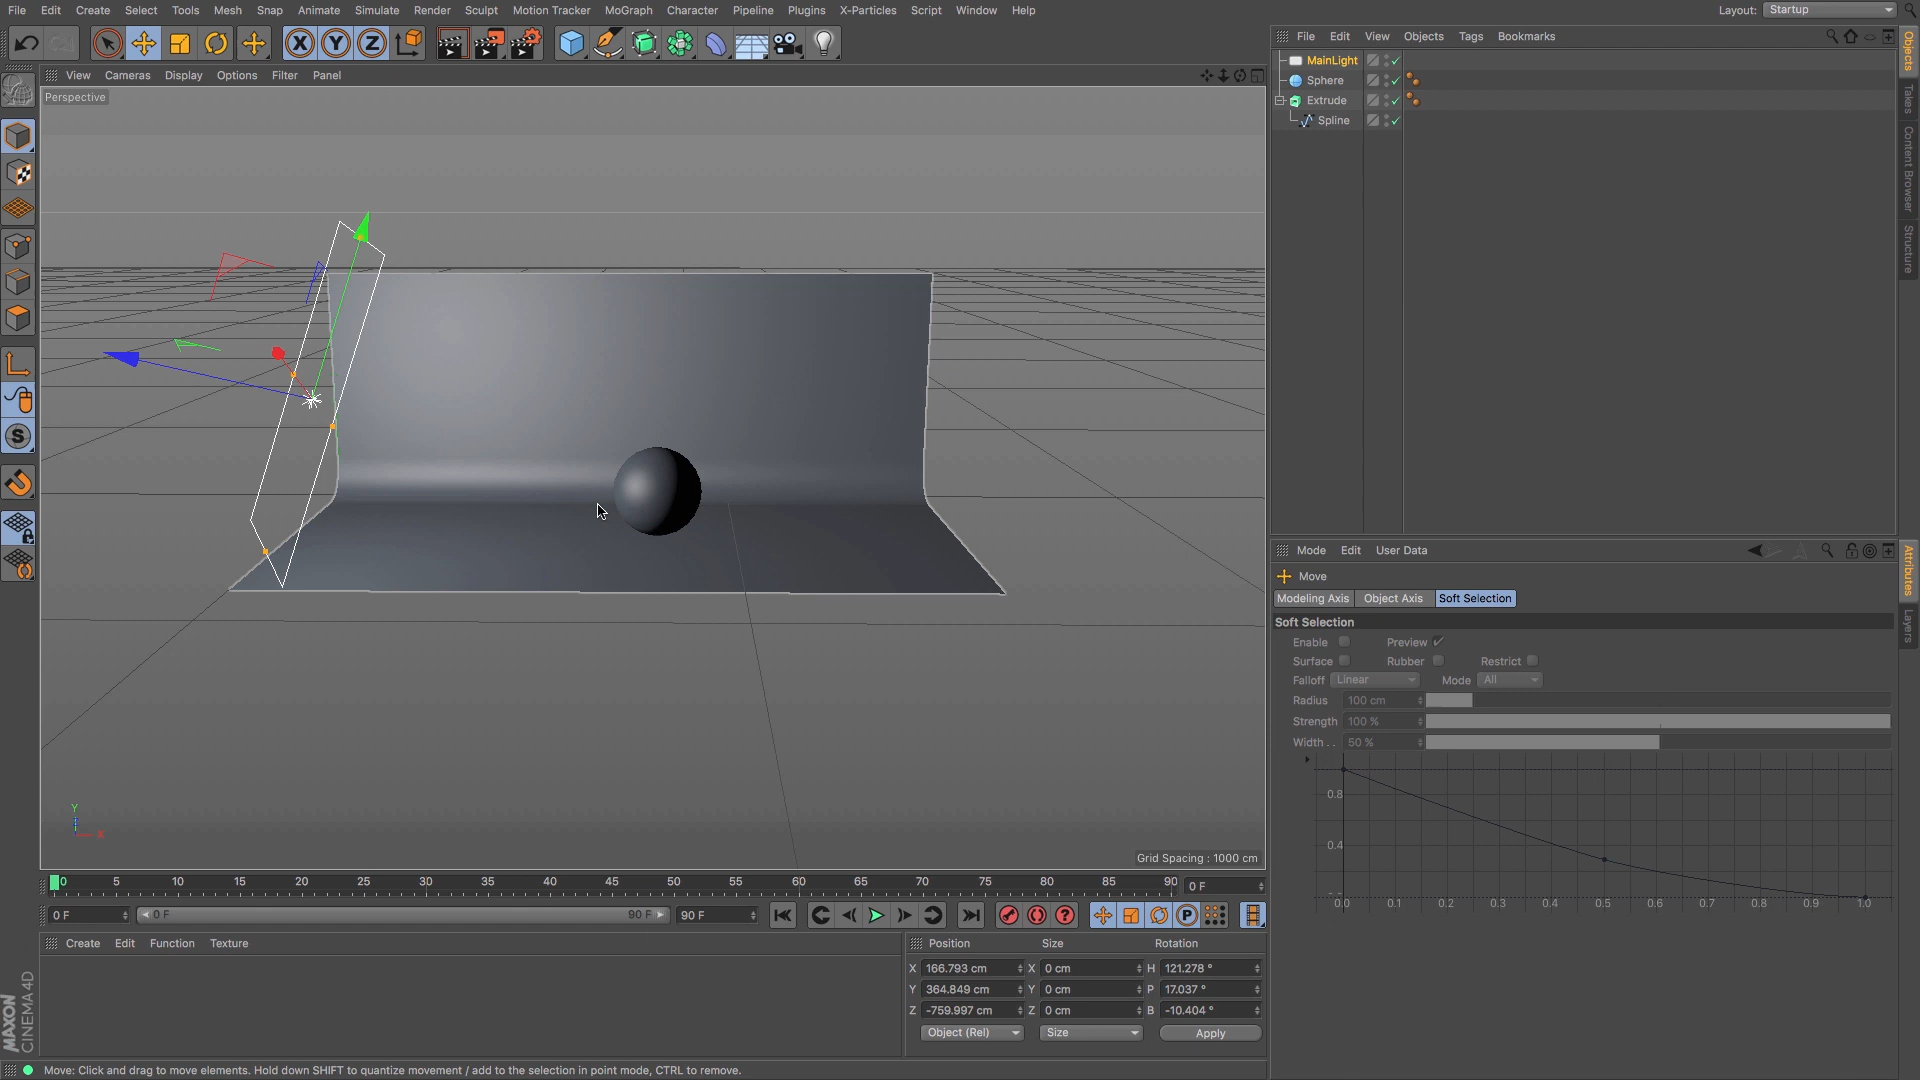 File Edit Create Select Tools Mesh Snap Animate Simulate Render Sculpt Motion Tracker MoGraph Character Pipeline Plugins X-Particles Script Window Help
Layout: Startup
View Cameras Display Options Filter Panel
Perspective
File Edit View Objects Tags Bookmarks
MainLight
Sphere
Extrude
Spline
Objects
Takes
Content Browser
Structure
Mode Edit User Data
Move
Modeling Axis Object Axis Soft Selection
Soft Selection
Enable Preview
Surface Rubber Restrict
Falloff Linear Mode All
Radius 100 cm
Strength 100 %
Width . . 50 %
0.8
0.4
0.0 0.1 0.2 0.3 0.4 0.5 0.6 0.7 0.8 0.9 1.0
Attributes
Layers
Y
X
Grid Spacing : 1000 cm
0 5 10 15 20 25 30 35 40 45 50 55 60 65 70 75 80 85 90 0 F
0 F 0 F 90 F 90 F
P
Create Edit Function Texture
Position Size Rotation
X 166.793 cm X 0 cm H 121.278 °
Y 364.849 cm Y 0 cm P 17.037 °
Z -759.997 cm Z 0 cm B -10.404 °
Object (Rel) Size Apply
MAXON
CINEMA 4D
Move: Click and drag to move elements. Hold down SHIFT to quantize movement / add to the selection in point mode, CTRL to remove.